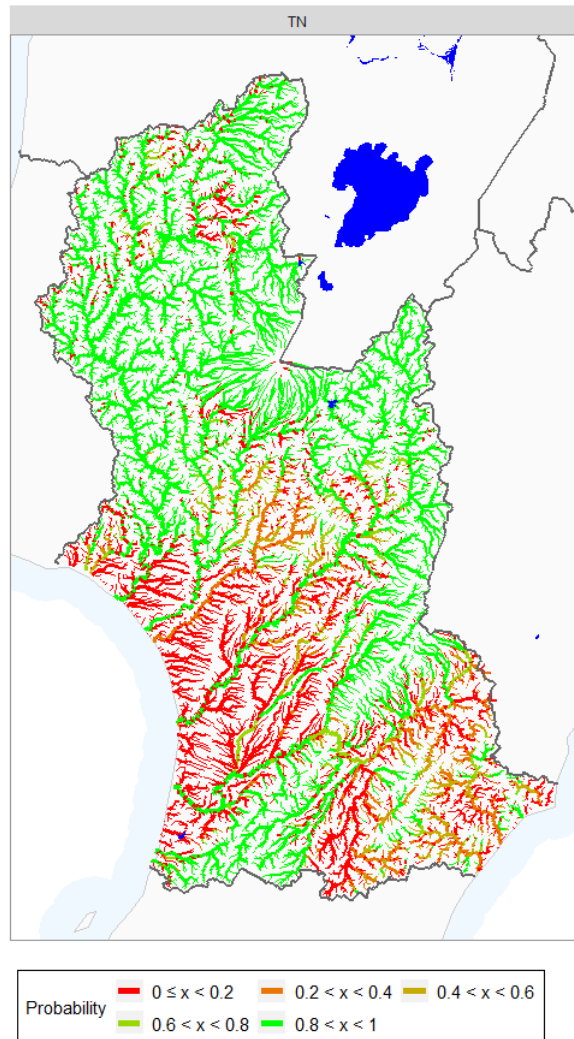 TN
Probability
0 ≤ x < 0.2
0.2 < x < 0.4
0.4 < x < 0.6
0.6 < x < 0.8
0.8 < x < 1